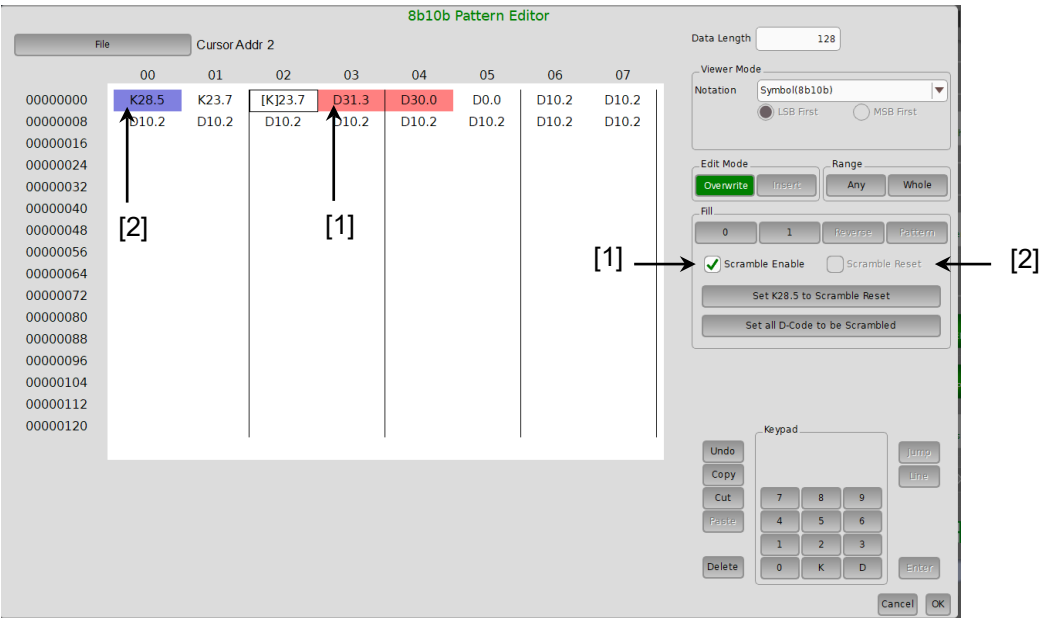 8b10b Pattern Editor
File
Cursor Addr 2
00 01 02 03 04 05 06 07
00000000 K28.5 K23.7 [K]23.7 D31.3 D30.0 D0.0 D10.2 D10.2
00000008 D10.2 D10.2 D10.2 D10.2 D10.2 D10.2 D10.2 D10.2
00000016
00000024
00000032
00000040
00000048
00000056
00000064
00000072
00000080
00000088
00000096
00000104
00000112
00000120
[2]
[1]
Data Length 128
Viewer Mode
Notation Symbol(8b10b)
LSB First MSB First
Edit Mode Range
Overwrite Insert Any Whole
Fill
0 1 Reverse Pattern
[1] Scramble Enable Scramble Reset [2]
Set K28.5 to Scramble Reset
Set all D-Code to be Scrambled
Keypad
Undo Jump
Copy Line
Cut 7 8 9
Paste 4 5 6
1 2 3
Delete 0 K D Enter
Cancel OK